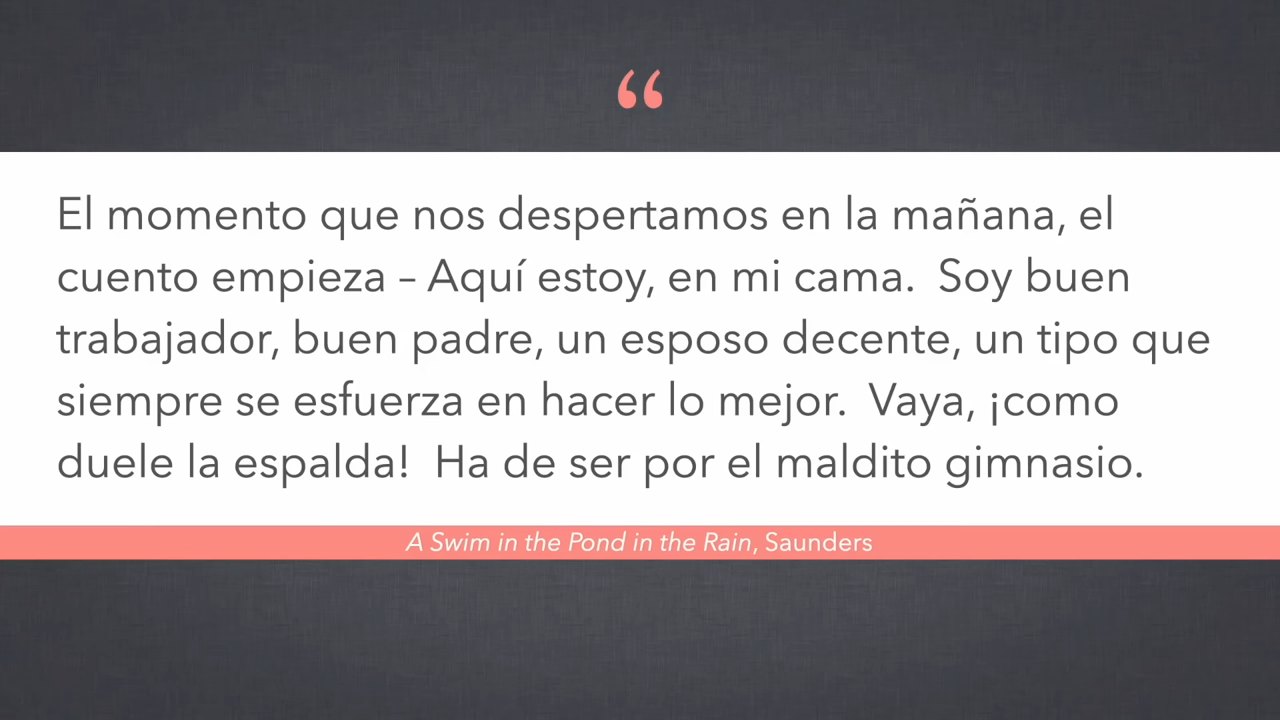 “
El momento que nos despertamos en la mañana, el
cuento empieza – Aquí estoy, en mi cama.  Soy buen
trabajador, buen padre, un esposo decente, un tipo que
siempre se esfuerza en hacer lo mejor.  Vaya, ¡como
duele la espalda!  Ha de ser por el maldito gimnasio.
A Swim in the Pond in the Rain, Saunders